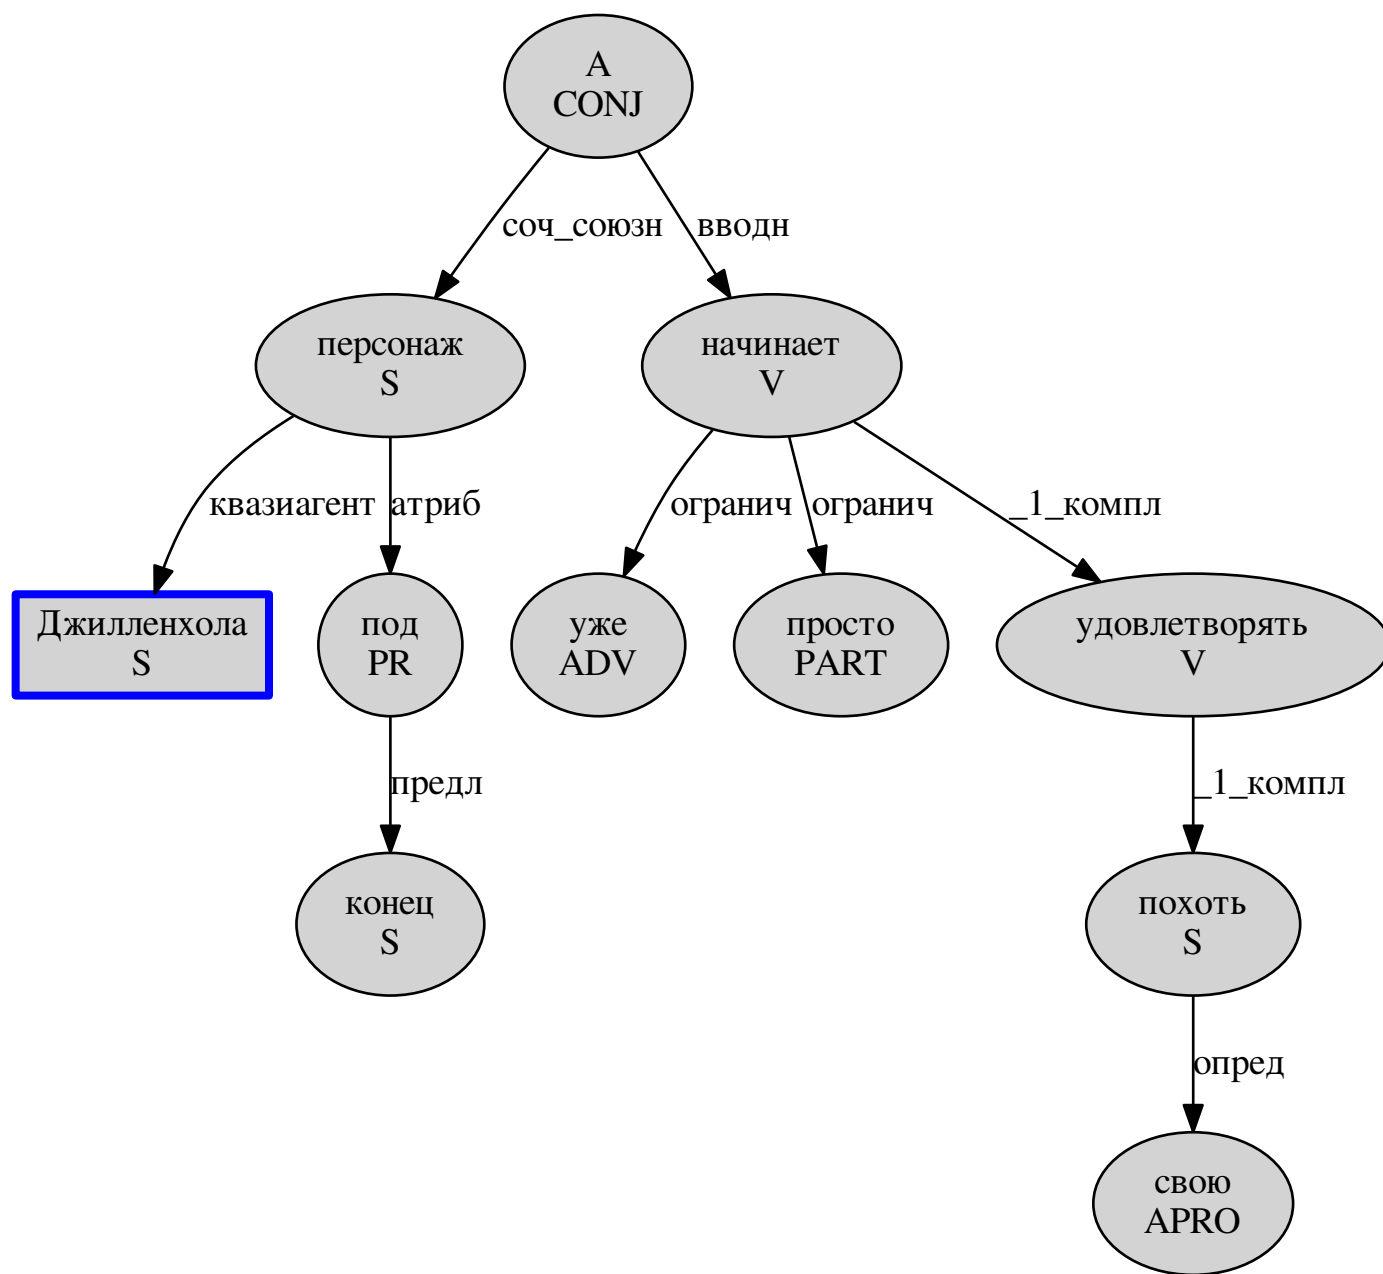 А
CONJ
соч_союзн
вводн
персонаж
S
начинает
V
квазиагент
атриб
огранич
огранич
_1_компл
Джилленхола
S
под
PR
уже
ADV
просто
PART
удовлетворять
V
предл
_1_компл
конец
S
похоть
S
опред
свою
APRO